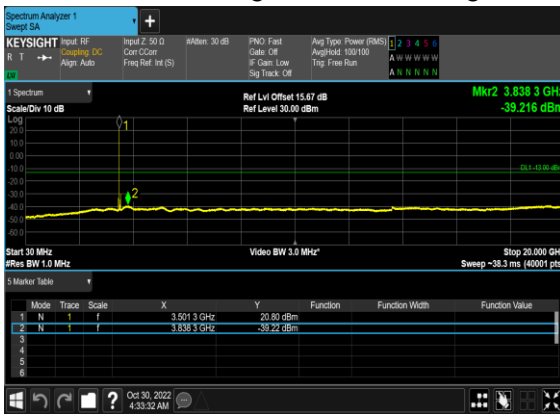 Spectrum Analyzer 1
Swept SA
KEYSIGHT Input: RF Input Z: 50 Ω #Atten: 30 dB PNO: Fast Avg Type: Power (RMS) 1 2 3 4 5 6
R T Coupling: DC Corr CCorr Gate: Off Avg|Hold: 100/100 A W W W W W
Align: Auto Freq Ref: Int (S) IF Gain: Low Trig: Free Run
Sig Track: Off A N N N N N
1 Spectrum Ref Lvl Offset 15.67 dB Mkr2 3.838 3 GHz
Scale/Div 10 dB Ref Level 30.00 dBm -39.216 dBm
Log
20.0
10.0
0.00
-10.0
-20.0
-30.0
-40.0
-50.0
-60.0
1
DL1 -13.00 dBm
2
Start 30 MHz Video BW 3.0 MHz* Stop 20.000 GHz
#Res BW 1.0 MHz Sweep ~38.3 ms (40001 pts)
5 Marker Table
Mode Trace Scale X Y Function Function Width Function Value
1 N 1 f 3.501 3 GHz 20.80 dBm
2 N 1 f 3.838 3 GHz -39.22 dBm
3
4
5
6
? Oct 30, 2022
4:33:32 AM